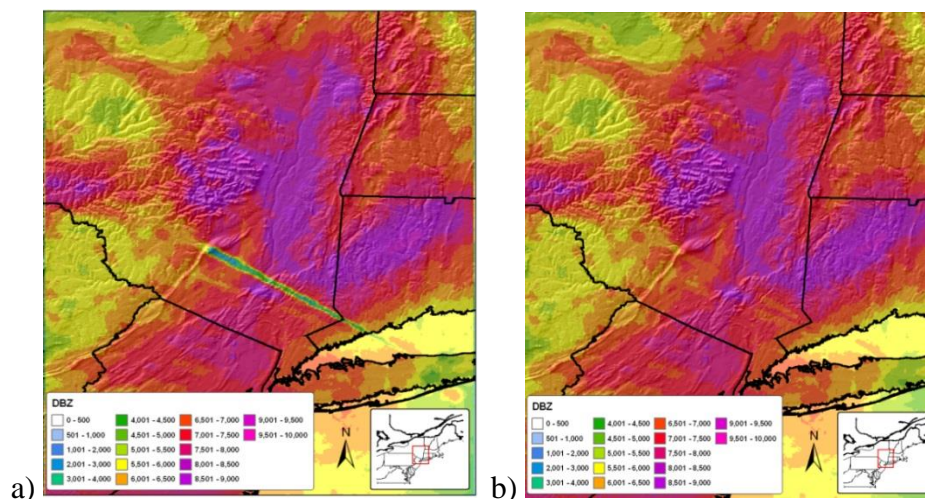 a)
DBZ
0 - 500 4,001 - 4,500 6,501 - 7,000 9,001 - 9,500
501 - 1,000 4,501 - 5,000 7,001 - 7,500 9,501 - 10,000
1,001 - 2,000 5,001 - 5,500 7,501 - 8,000
2,001 - 3,000 5,501 - 6,000 8,001 - 8,500
3,001 - 4,000 6,001 - 6,500 8,501 - 9,000
N
b)
DBZ
0 - 500 4,001 - 4,500 6,501 - 7,000 9,001 - 9,500
501 - 1,000 4,501 - 5,000 7,001 - 7,500 9,501 - 10,000
1,001 - 2,000 5,001 - 5,500 7,501 - 8,000
2,001 - 3,000 5,501 - 6,000 8,001 - 8,500
3,001 - 4,000 6,001 - 6,500 8,501 - 9,000
N